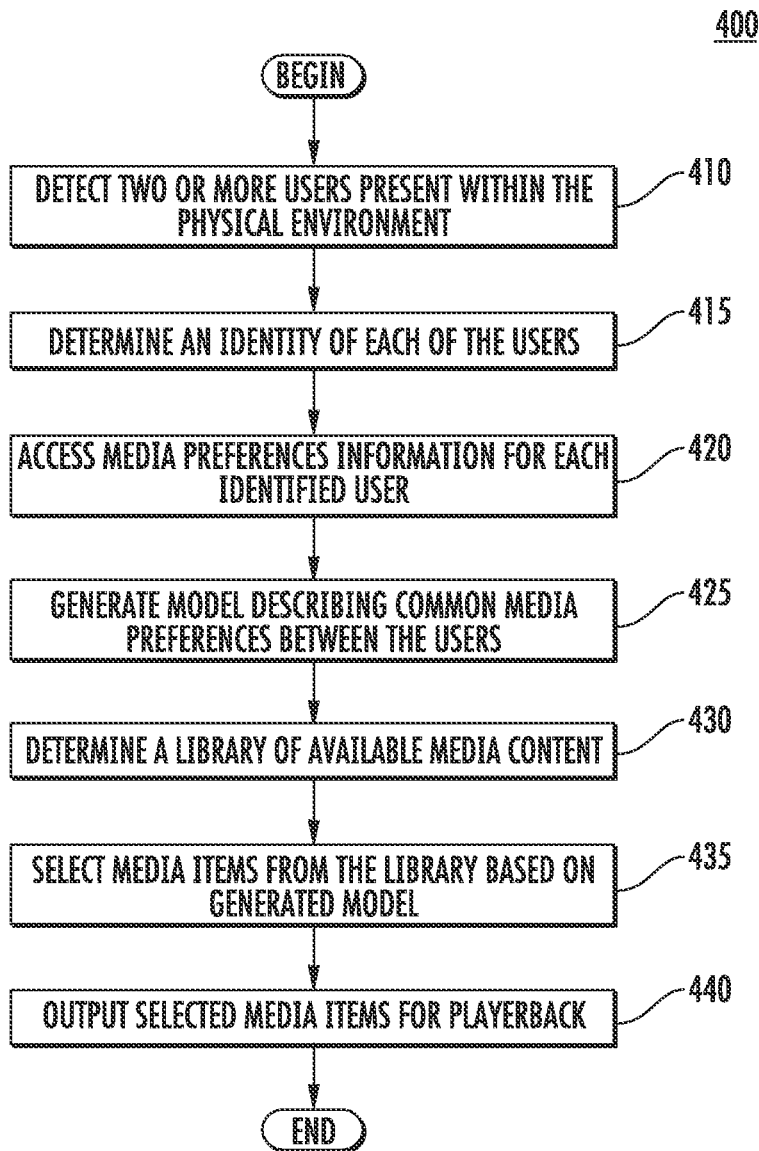 400
BEGIN
DETECT TWO OR MORE USERS PRESENT WITHIN THE
PHYSICAL ENVIRONMENT
410
DETERMINE AN IDENTITY OF EACH OF THE USERS
415
ACCESS MEDIA PREFERENCES INFORMATION FOR EACH
IDENTIFIED USER
420
GENERATE MODEL DESCRIBING COMMON MEDIA
PREFERENCES BETWEEN THE USERS
425
DETERMINE A LIBRARY OF AVAILABLE MEDIA CONTENT
430
SELECT MEDIA ITEMS FROM THE LIBRARY BASED ON
GENERATED MODEL
435
OUTPUT SELECTED MEDIA ITEMS FOR PLAYERBACK
440
END